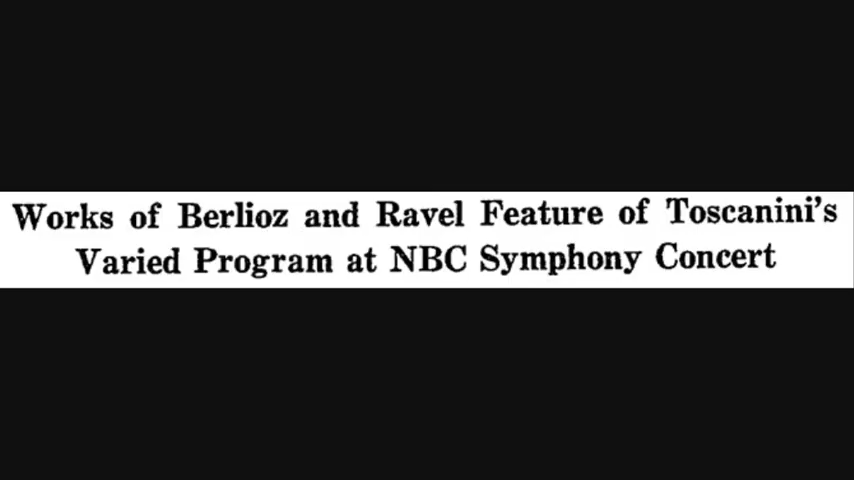 Works of Berlioz and Ravel Feature of Toscanini's
Varied Program at NBC Symphony Concert